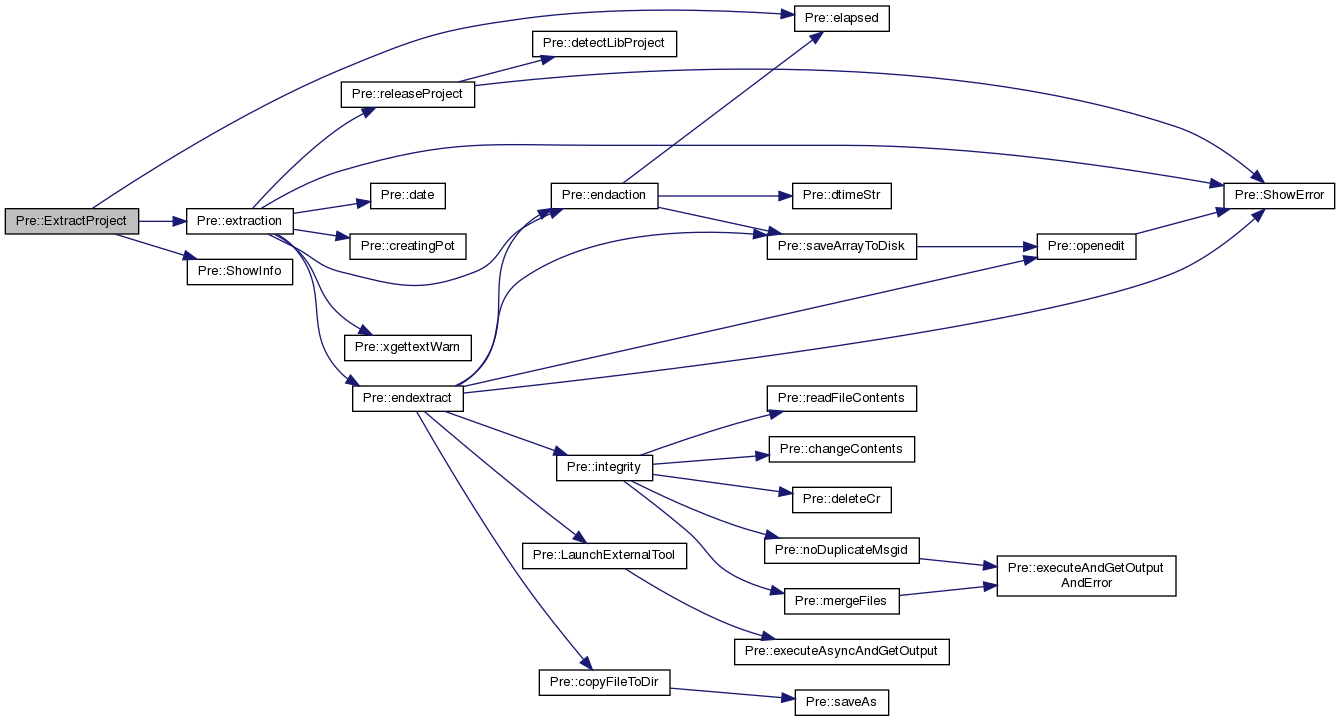 Pre::elapsed
Pre::detectLibProject
Pre::releaseProject
Pre::date
Pre::endaction
Pre::dtimeStr
Pre::ShowError
Pre::ExtractProject
Pre::extraction
Pre::creatingPot
Pre::saveArrayToDisk
Pre::openedit
Pre::ShowInfo
Pre::xgettextWarn
Pre::endextract
Pre::readFileContents
Pre::changeContents
Pre::integrity
Pre::deleteCr
Pre::LaunchExternalTool
Pre::noDuplicateMsgid
Pre::executeAndGetOutput
AndError
Pre::mergeFiles
Pre::executeAsyncAndGetOutput
Pre::copyFileToDir
Pre::saveAs